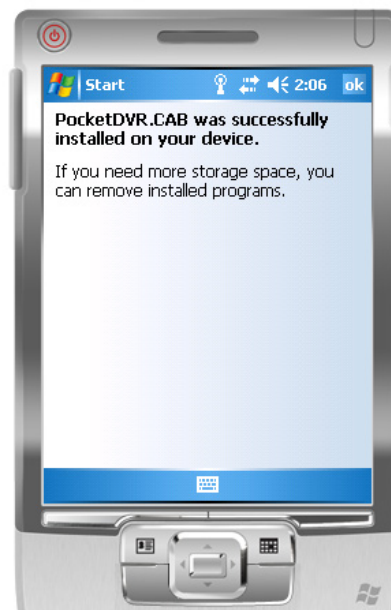 Start 2:06 ok
PocketDVR.CAB was successfully
installed on your device.
If you need more storage space, you
can remove installed programs.